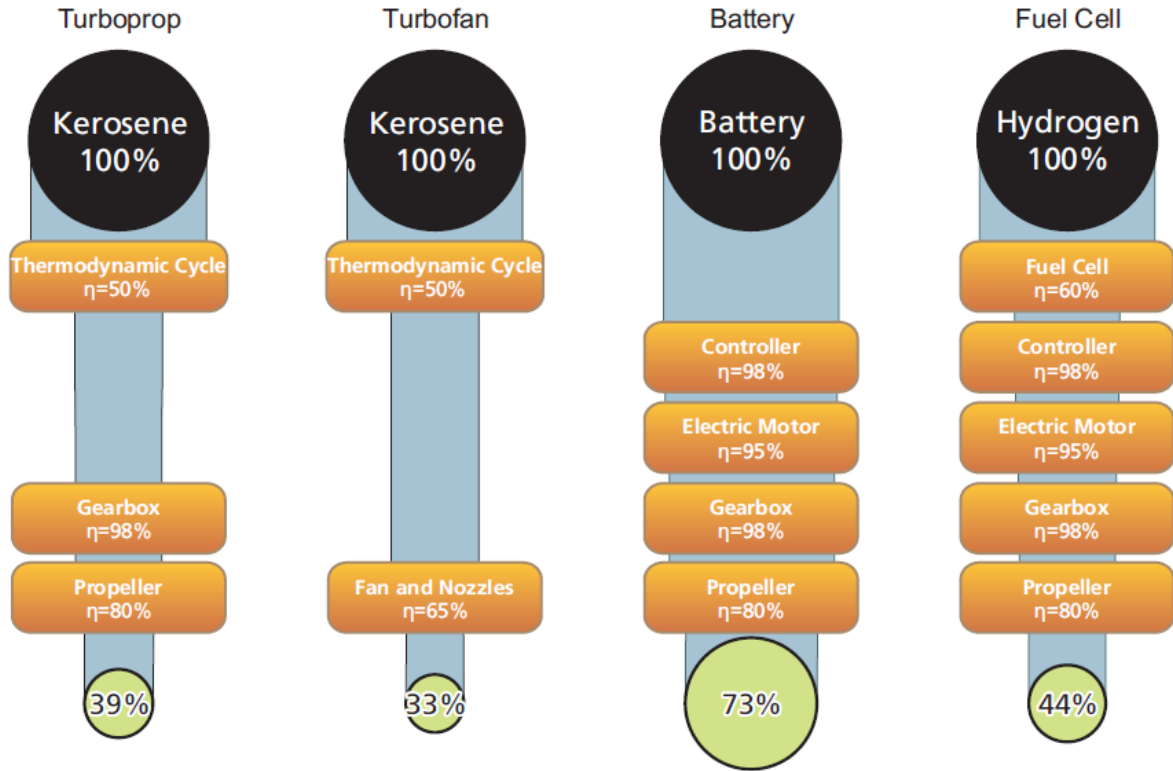 Turboprop
Turbofan
Battery
Fuel Cell
Kerosene
100%
Kerosene
100%
Battery
100%
Hydrogen
100%
Thermodynamic Cycle
η=50%
Thermodynamic Cycle
η=50%
Fuel Cell
η=60%
Controller
η=98%
Controller
η=98%
Electric Motor
η=95%
Electric Motor
η=95%
Gearbox
η=98%
Gearbox
η=98%
Gearbox
η=98%
Propeller
η=80%
Fan and Nozzles
η=65%
Propeller
η=80%
Propeller
η=80%
39%
33%
73%
44%